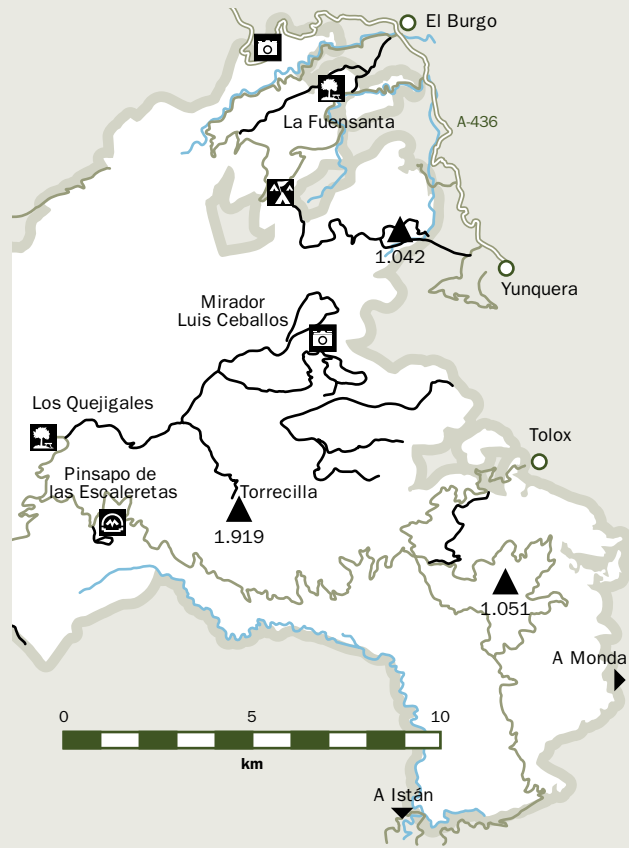 El Burgo
La Fuensanta
A-436
1.042
Yunquera
Mirador
Luis Ceballos
Los Quejigales
Tolox
Pinsapo de
las Escaleretas
Torrecilla
1.919
1.051
A Monda
0 5 10
km
A Istán